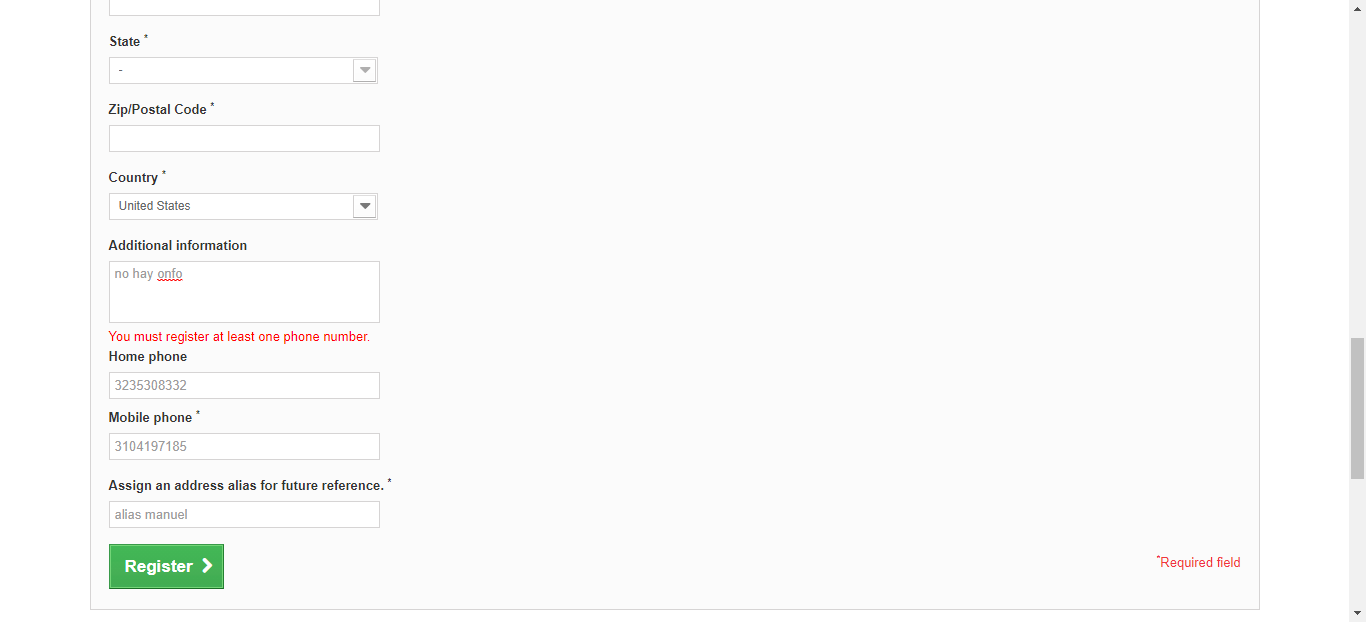 State *
-
Zip/Postal Code *
Country *
United States
Additional information
no hay onfo
You must register at least one phone number.
Home phone
3235308332
Mobile phone *
3104197185
Assign an address alias for future reference. *
alias manuel
Register
*Required field